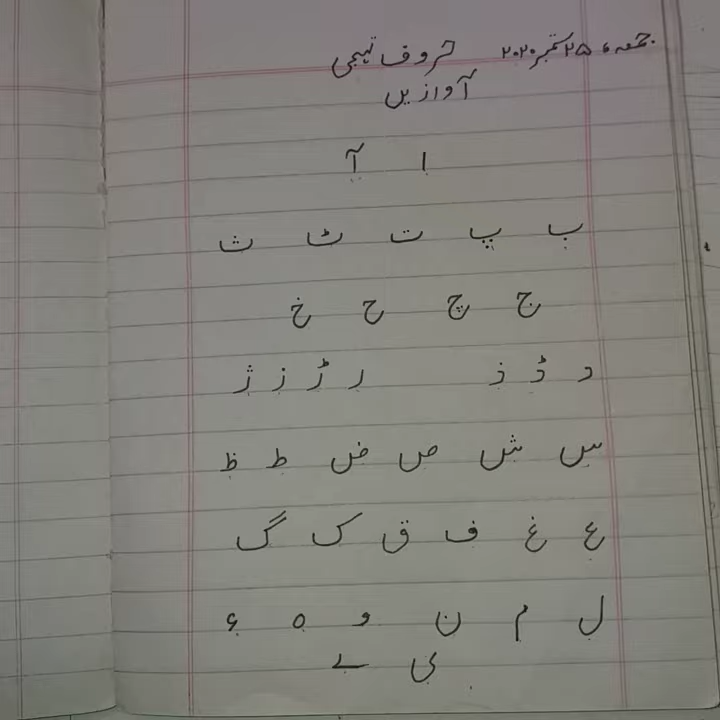 جمعہ، ۲۵ ستمبر ۲۰۲۰ حروف تہجی
آوازیں
ا آ
ب پ ت ٹ ث
ج چ ح خ
د ڈ ذ ر ڑ ز ژ
س ش ص ض ط ظ
ع غ ف ق ک گ
ل م ن و ہ ء
ی ے